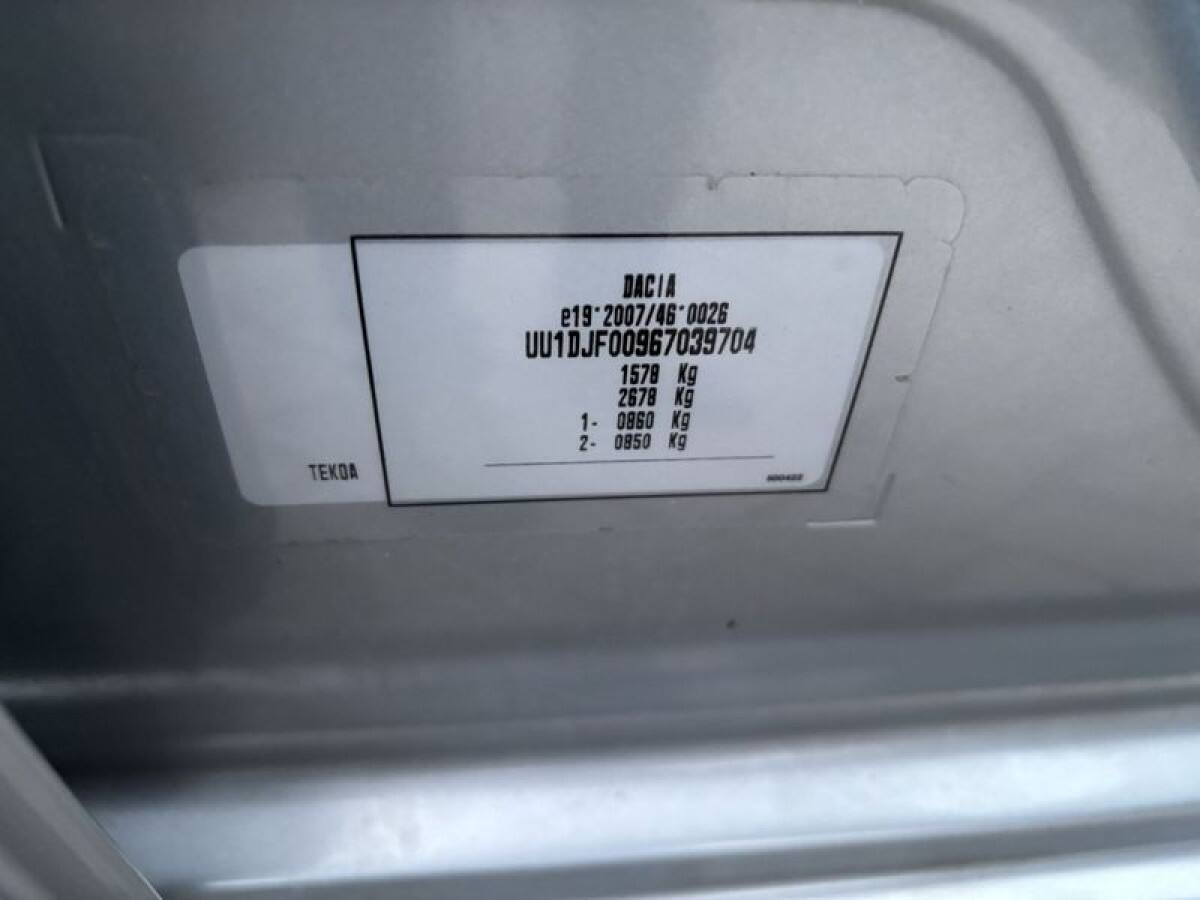 DACIA
e19*2007/46*0026
UU1DJF00967039704
1578 Kg
2678 Kg
1- 0860 Kg
2- 0850 Kg
TEKOA